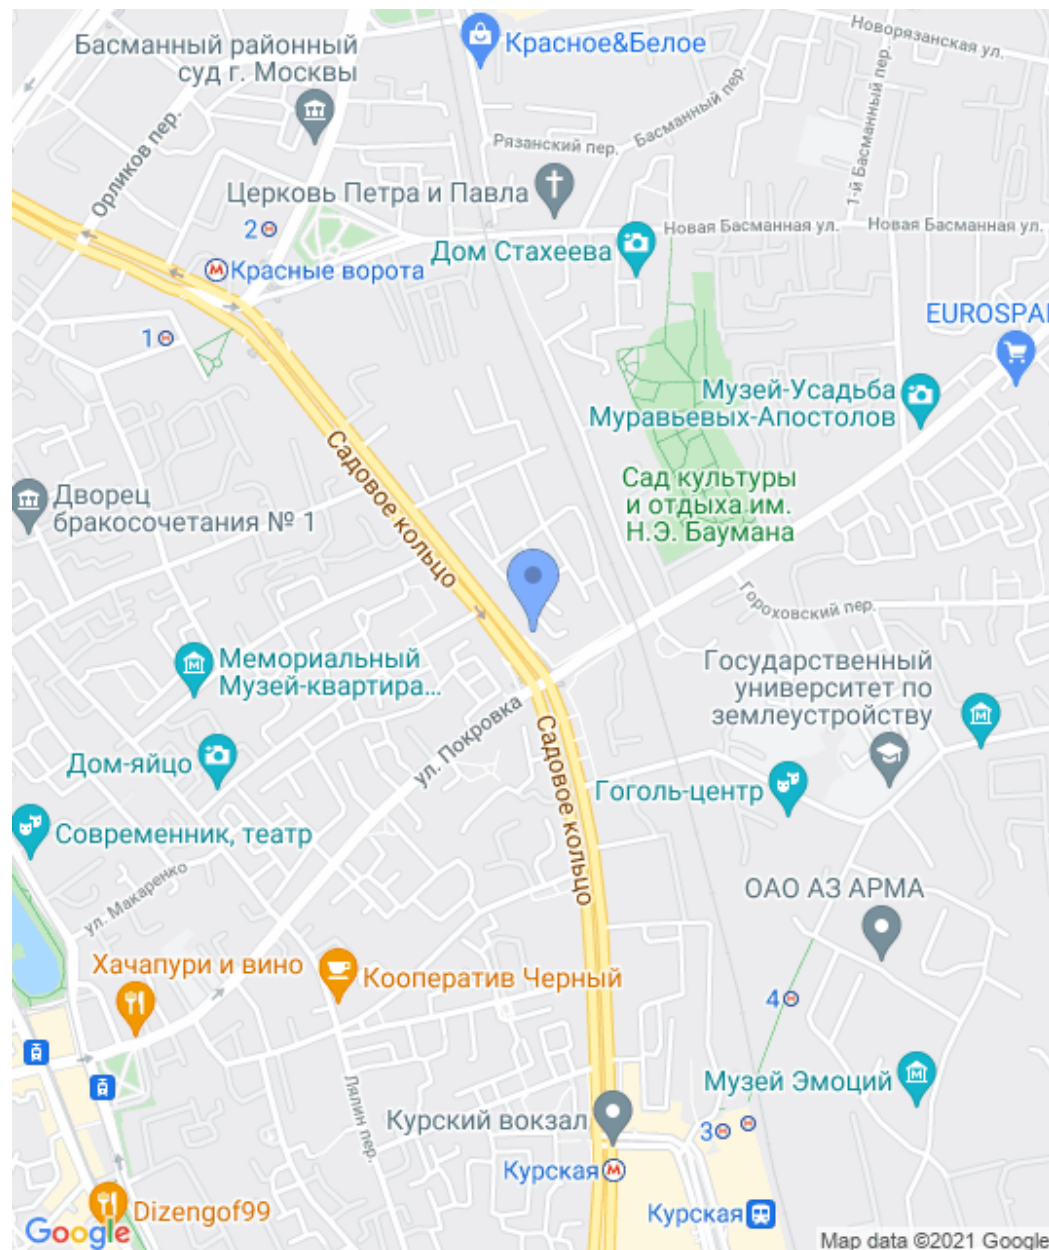 Басманный районный
суд г. Москвы
Красное&Белое
Новорязанская ул.
Орликов пер.
Рязанский пер.
Басманный пер.
1-й Басманный пер.
Церковь Петра и Павла
2
Новая Басманная ул.
Новая Басманная ул.
Дом Стахеева
Красные ворота
1
EUROSPAR
Музей-Усадьба
Муравьевых-Апостолов
Садовое кольцо
Сад культуры
и отдыха им.
Н.Э. Баумана
Дворец
бракосочетания № 1
Гороховский пер.
Мемориальный
Музей-квартира...
Государственный
университет по
землеустройству
ул. Покровка
Садовое кольцо
Дом-яйцо
Гоголь-центр
Современник, театр
ул. Макаренко
ОАО АЗ АРМА
Хачапури и вино
Кооператив Черный
4
Лялин пер.
Музей Эмоций
Курский вокзал
3
Курская
Курская
Dizengof99
Google
Map data ©2021 Google